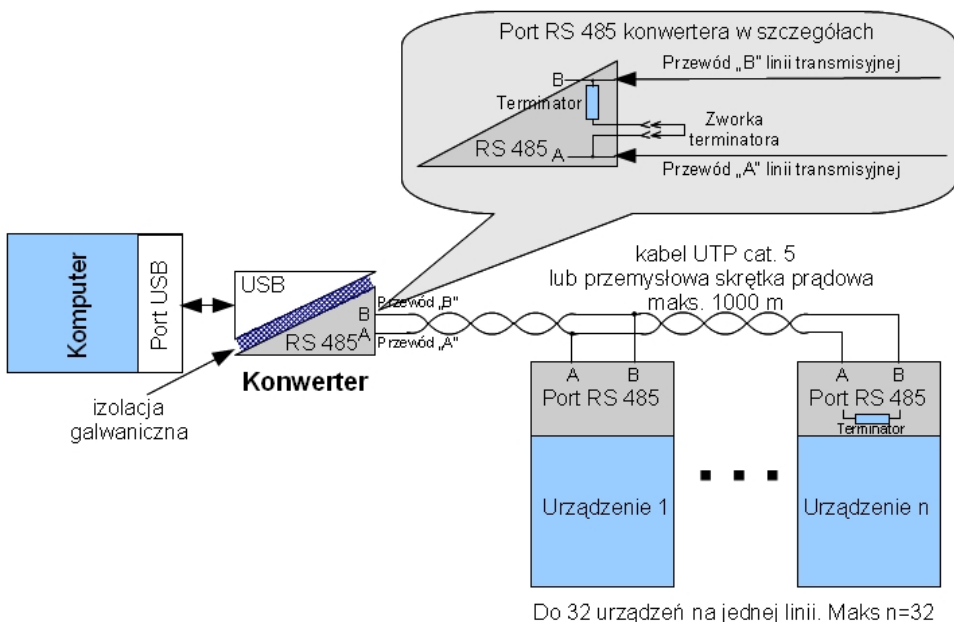 Port RS 485 konwertera w szczegółach
B
Przewód „B" linii transmisyjnej
Terminator
Zworka
terminatora
RS 485
A
Przewód „A" linii transmisyjnej
Komputer
Port USB
USB
RS 485
B
A
Przewód „B"
Przewód „A"
Konwerter
izolacja
galwaniczna
kabel UTP cat. 5
lub przemysłowa skrętka prądowa
maks. 1000 m
A B
Port RS 485
Urządzenie 1
A B
Port RS 485
Terminator
Urządzenie n
Do 32 urządzeń na jednej linii. Maks n=32